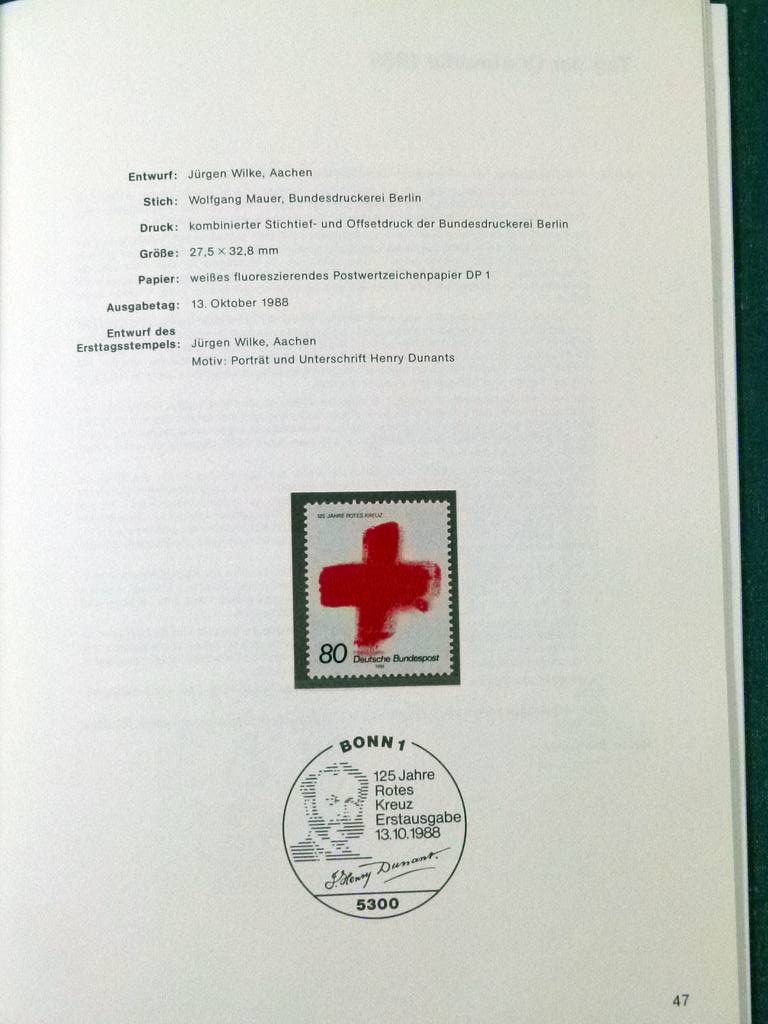 Entwurf: Jürgen Wilke, Aachen
Stich: Wolfgang Mauer, Bundesdruckerei Berlin
Druck: kombinierter Stichtief- und Offsetdruck der Bundesdruckerei Berlin
Größe: 27,5 × 32,8 mm
Papier: weißes fluoreszierendes Postwertzeichenpapier DP 1
Ausgabetag: 13. Oktober 1988
Entwurf des
Ersttagsstempels: Jürgen Wilke, Aachen
Motiv: Porträt und Unterschrift Henry Dunants
125 JAHRE ROTES KREUZ
80 Deutsche Bundespost
1988
BONN 1
125 Jahre
Rotes
Kreuz
Erstausgabe
13.10.1988
J. Henry Dunant.
5300
47